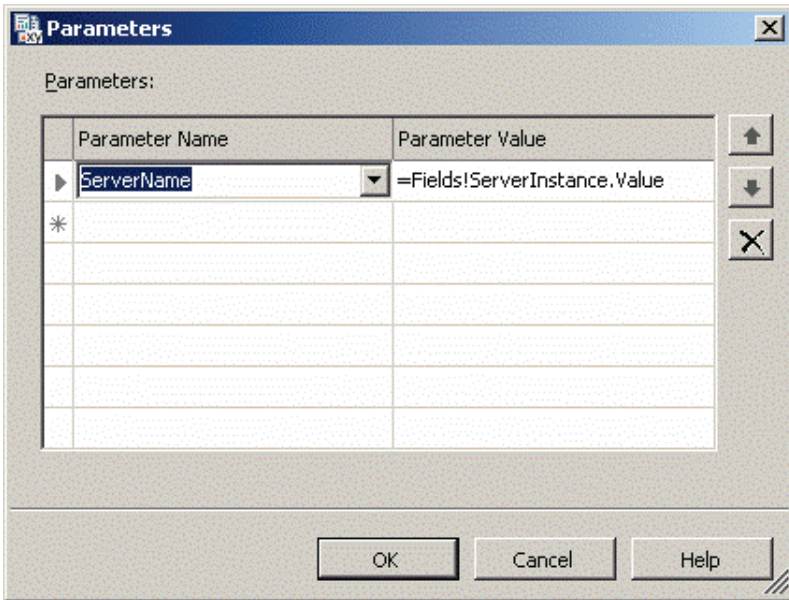 Parameters
Parameters:
Parameter Name Parameter Value
ServerName =Fields!ServerInstance.Value
OK Cancel Help